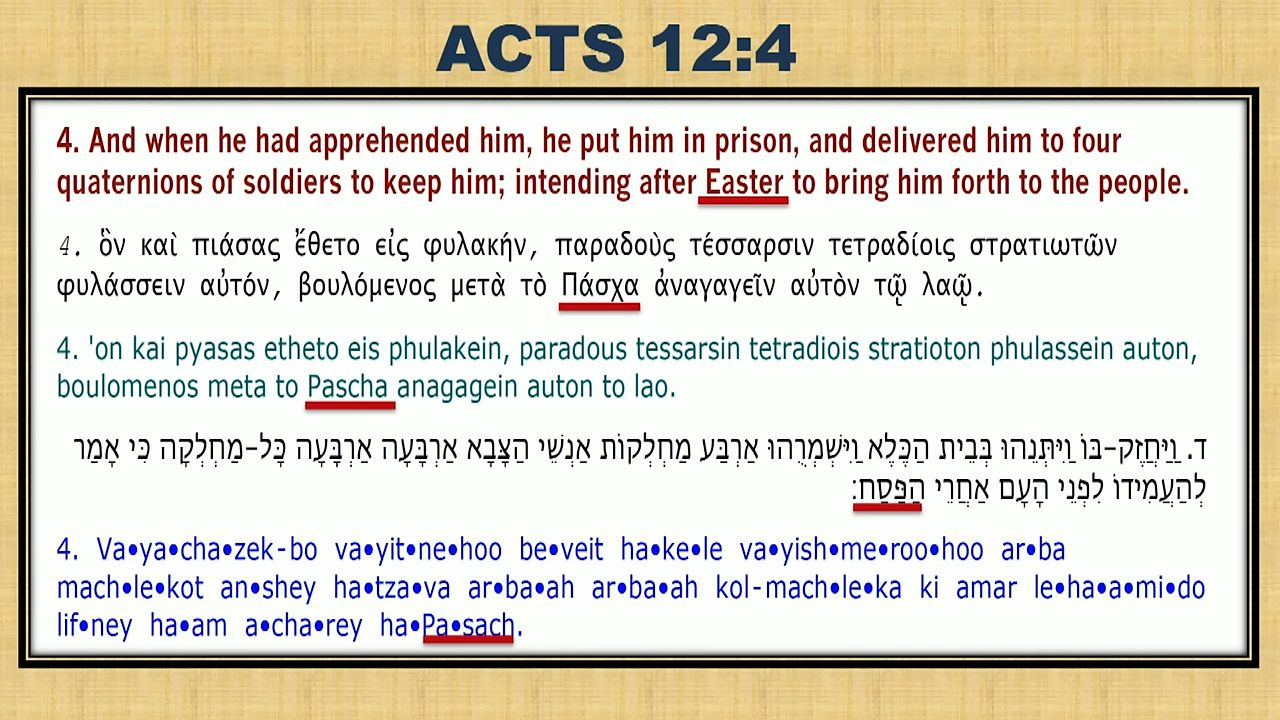 ACTS 12:4
4. And when he had apprehended him, he put him in prison, and delivered him to four
quaternions of soldiers to keep him; intending after Easter to bring him forth to the people.
4. ὃν καὶ πιάσας ἔθετο εἰς φυλακήν, παραδοὺς τέσσαρσιν τετραδίοις στρατιωτῶν
φυλάσσειν αὐτόν, βουλόμενος μετὰ τὸ Πάσχα ἀναγαγεῖν αὐτὸν τῷ λαῷ.
4. 'on kai pyasas etheto eis phulakein, paradous tessarsin tetradiois stratioton phulassein auton,
boulomenos meta to Pascha anagagein auton to lao.
ד. וַיַּחֲזֶק-בּוֹ וַיִּתְּנֵהוּ בְּבֵית הַכֶּלֶא וַיִּשְׁמְרֻהוּ אַרְבַּע מַחְלְקוֹת אַנְשֵׁי הַצָּבָא אַרְבָּעָה אַרְבָּעָה כָּל-מַחְלְקָה כִּי אָמַר
לְהַעֲמִידוֹ לִפְנֵי הָעָם אַחֲרֵי הַפָּסַח:
4. Va•ya•cha•zek-bo va•yit•ne•hoo be•veit ha•ke•le va•yish•me•roo•hoo ar•ba
mach•le•kot an•shey ha•tza•va ar•ba•ah ar•ba•ah kol-mach•le•ka ki amar le•ha•a•mi•do
lif•ney ha•am a•cha•rey ha•Pa•sach.